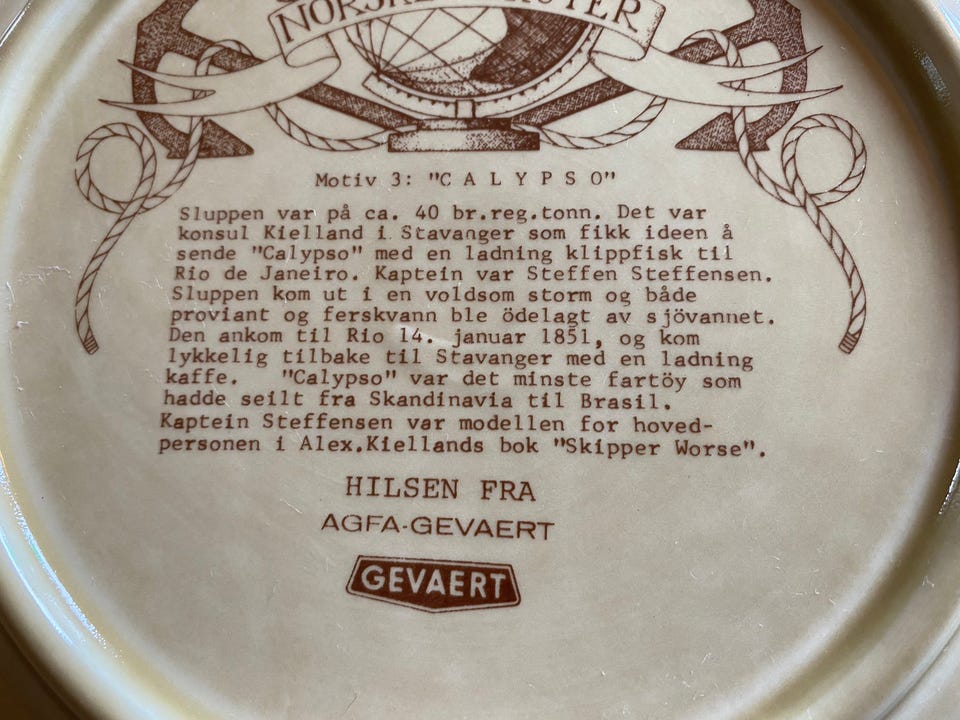 Motiv 3: "C A L Y P S O"
Sluppen var på ca. 40 br.reg.tonn. Det var
konsul Kielland i Stavanger som fikk ideen å
sende "Calypso" med en ladning klippfisk til
Rio de Janeiro. Kaptein var Steffen Steffensen.
Sluppen kom ut i en voldsom storm og både
proviant og ferskvann ble ödelagt av sjövannet.
Den ankom til Rio 14. januar 1851, og kom
lykkelig tilbake til Stavanger med en ladning
kaffe. "Calypso" var det minste fartöy som
hadde seilt fra Skandinavia til Brasil.
Kaptein Steffensen var modellen for hoved-
personen i Alex.Kiellands bok "Skipper Worse".
HILSEN FRA
AGFA-GEVAERT
GEVAERT